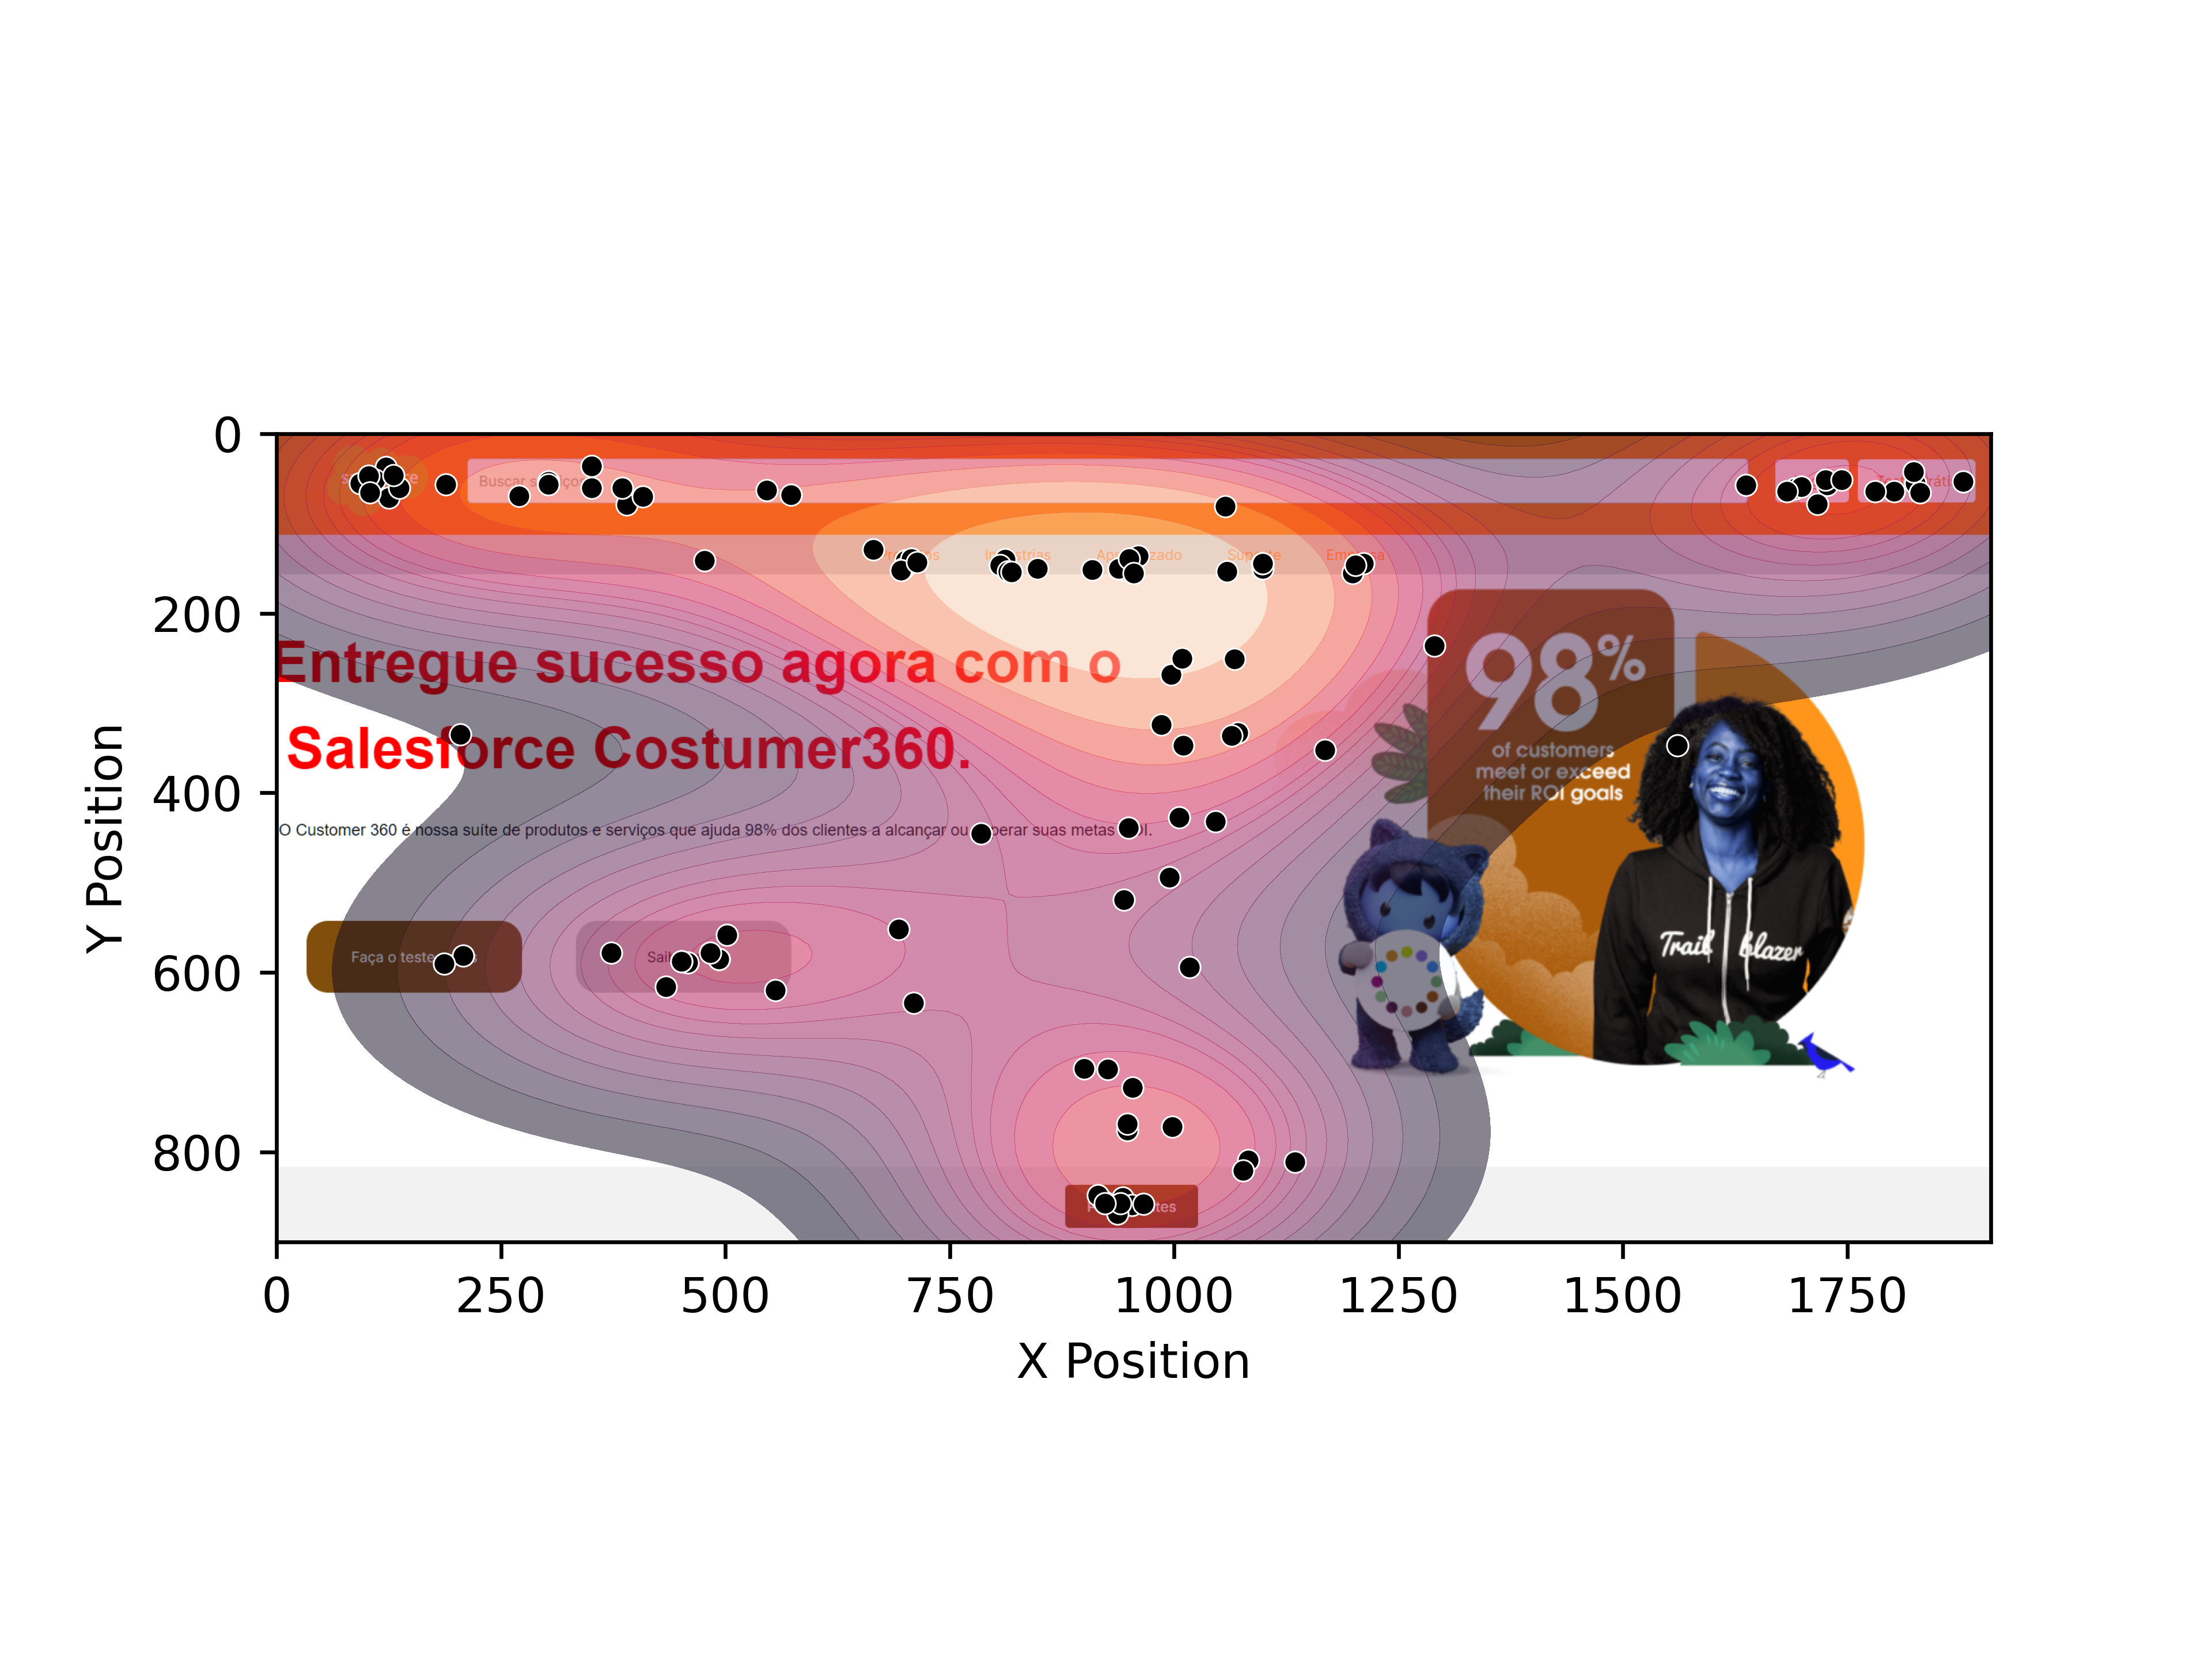 0
200
400
600
800
Y Position
0
250
500
750
1000
1250
1500
1750
X Position
Buscar
Entregue sucesso agora com o
Salesforce Costumer360.
O Customer 360 é nossa suíte de produtos e serviços que ajuda 98% dos clientes a alcançar ou suas metas
Faça o teste
98%
of customers
meet or exceed
their ROI goals
Trail blazer